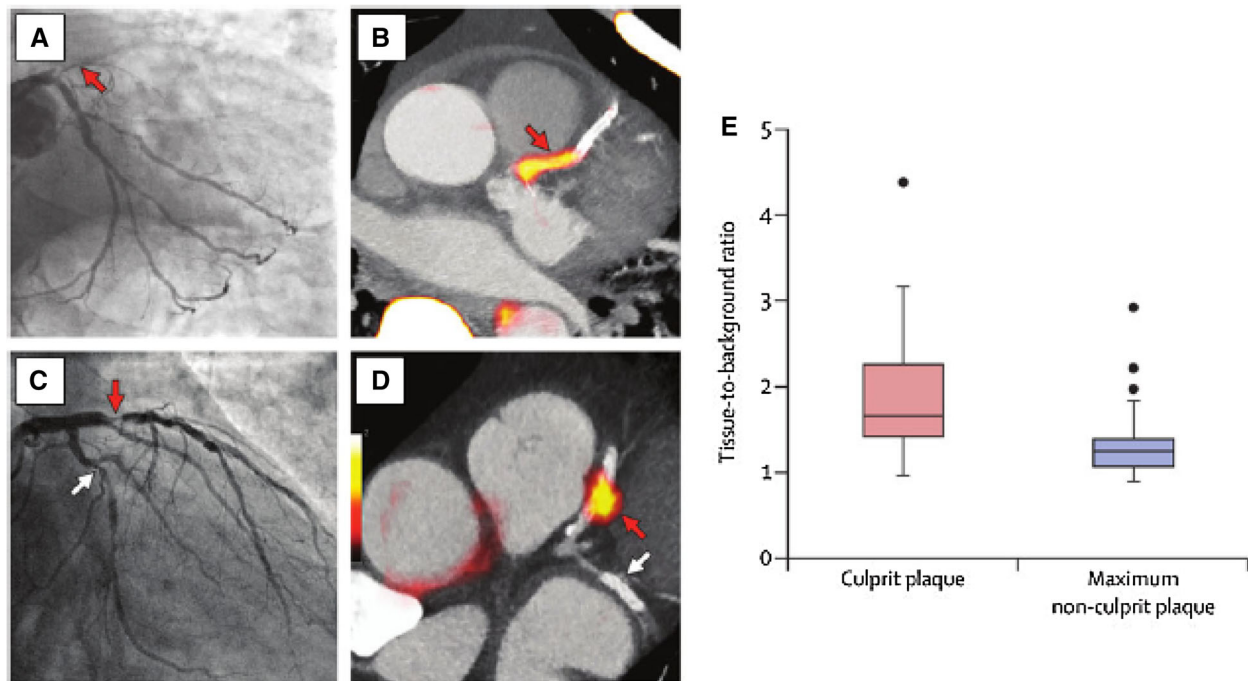 A
B
C
D
E
5
4
3
2
1
0
Tissue-to-background ratio
Culprit plaque
Maximum
non-culprit plaque